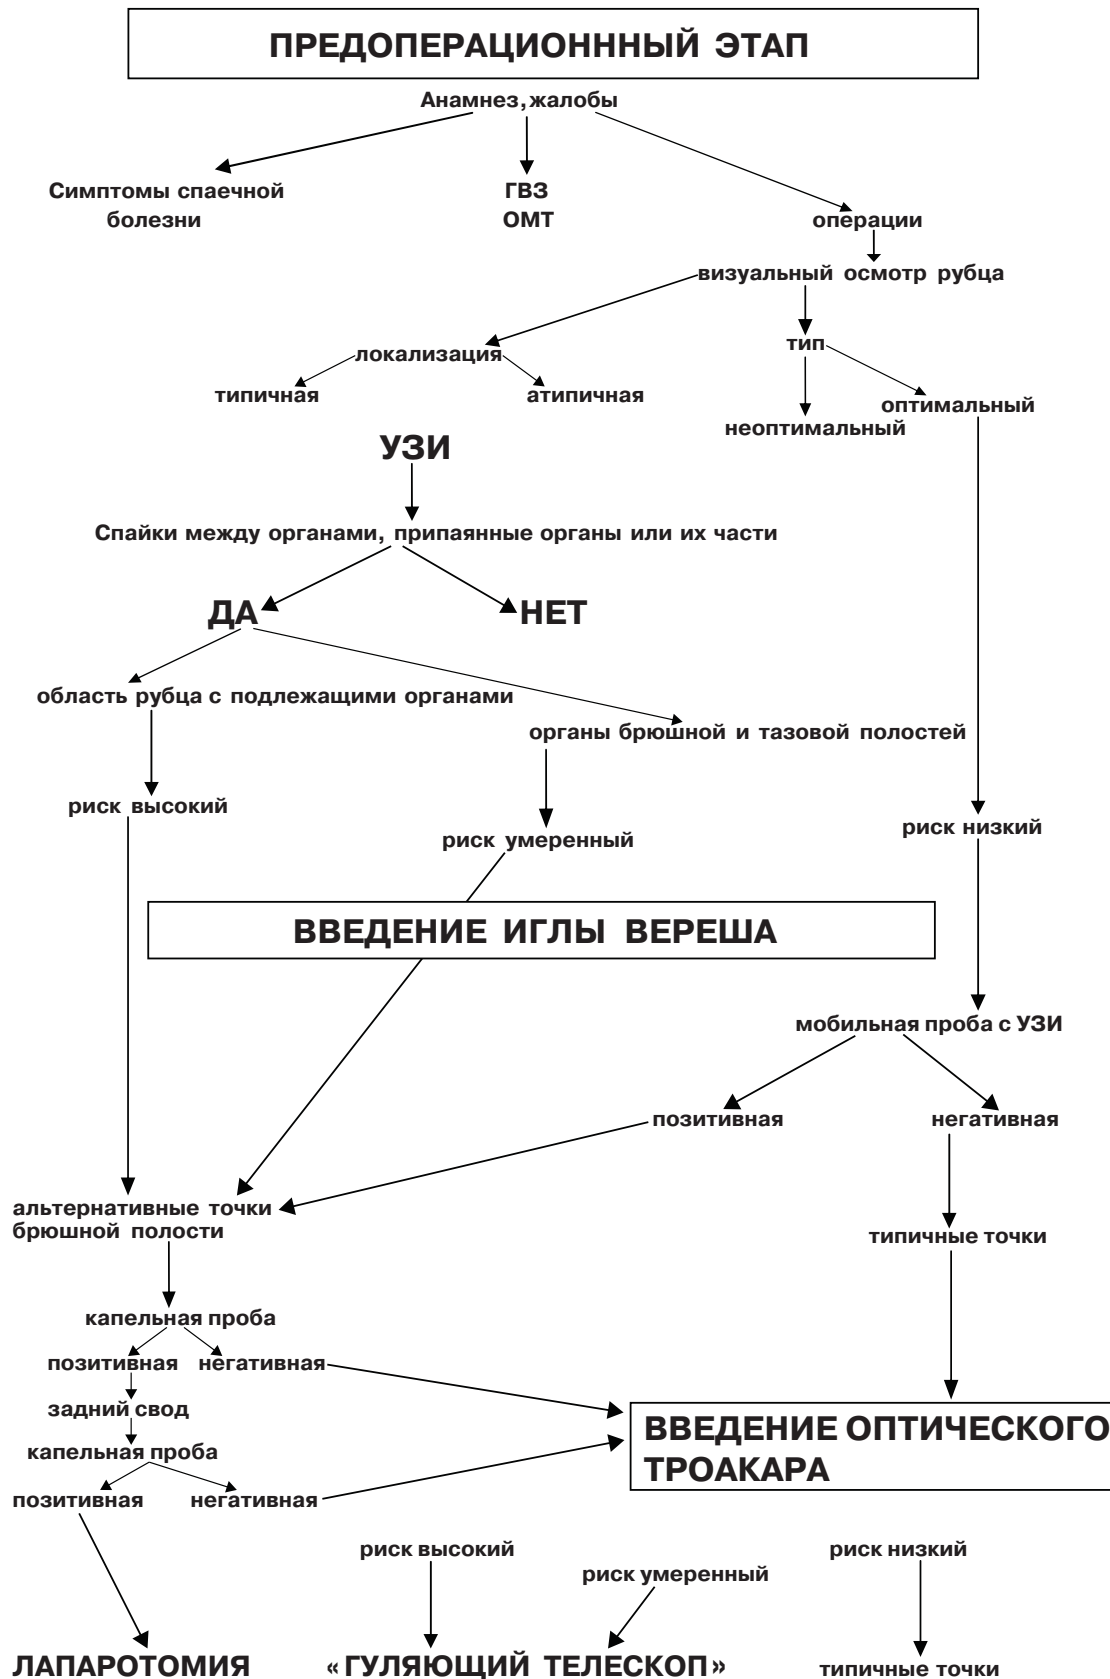 ПРЕДОПЕРАЦИОНННЫЙ ЭТАП
Анамнез, жалобы
Симптомы спаечной
болезни
ГВЗ
ОМТ
операции
визуальный осмотр рубца
локализация
тип
типичная
атипичная
оптимальный
неоптимальный
УЗИ
Спайки между органами, припаянные органы или их части
ДА
НЕТ
область рубца с подлежащими органами
органы брюшной и тазовой полостей
риск высокий
риск умеренный
риск низкий
ВВЕДЕНИЕ ИГЛЫ ВЕРЕША
мобильная проба с УЗИ
позитивная
негативная
альтернативные точки
брюшной полости
типичные точки
капельная проба
позитивная
негативная
задний свод
капельная проба
позитивная
негативная
ВВЕДЕНИЕ ОПТИЧЕСКОГО
ТРОАКАРА
риск высокий
риск умеренный
риск низкий
ЛАПАРОТОМИЯ
«ГУЛЯЮЩИЙ ТЕЛЕСКОП»
типичные точки